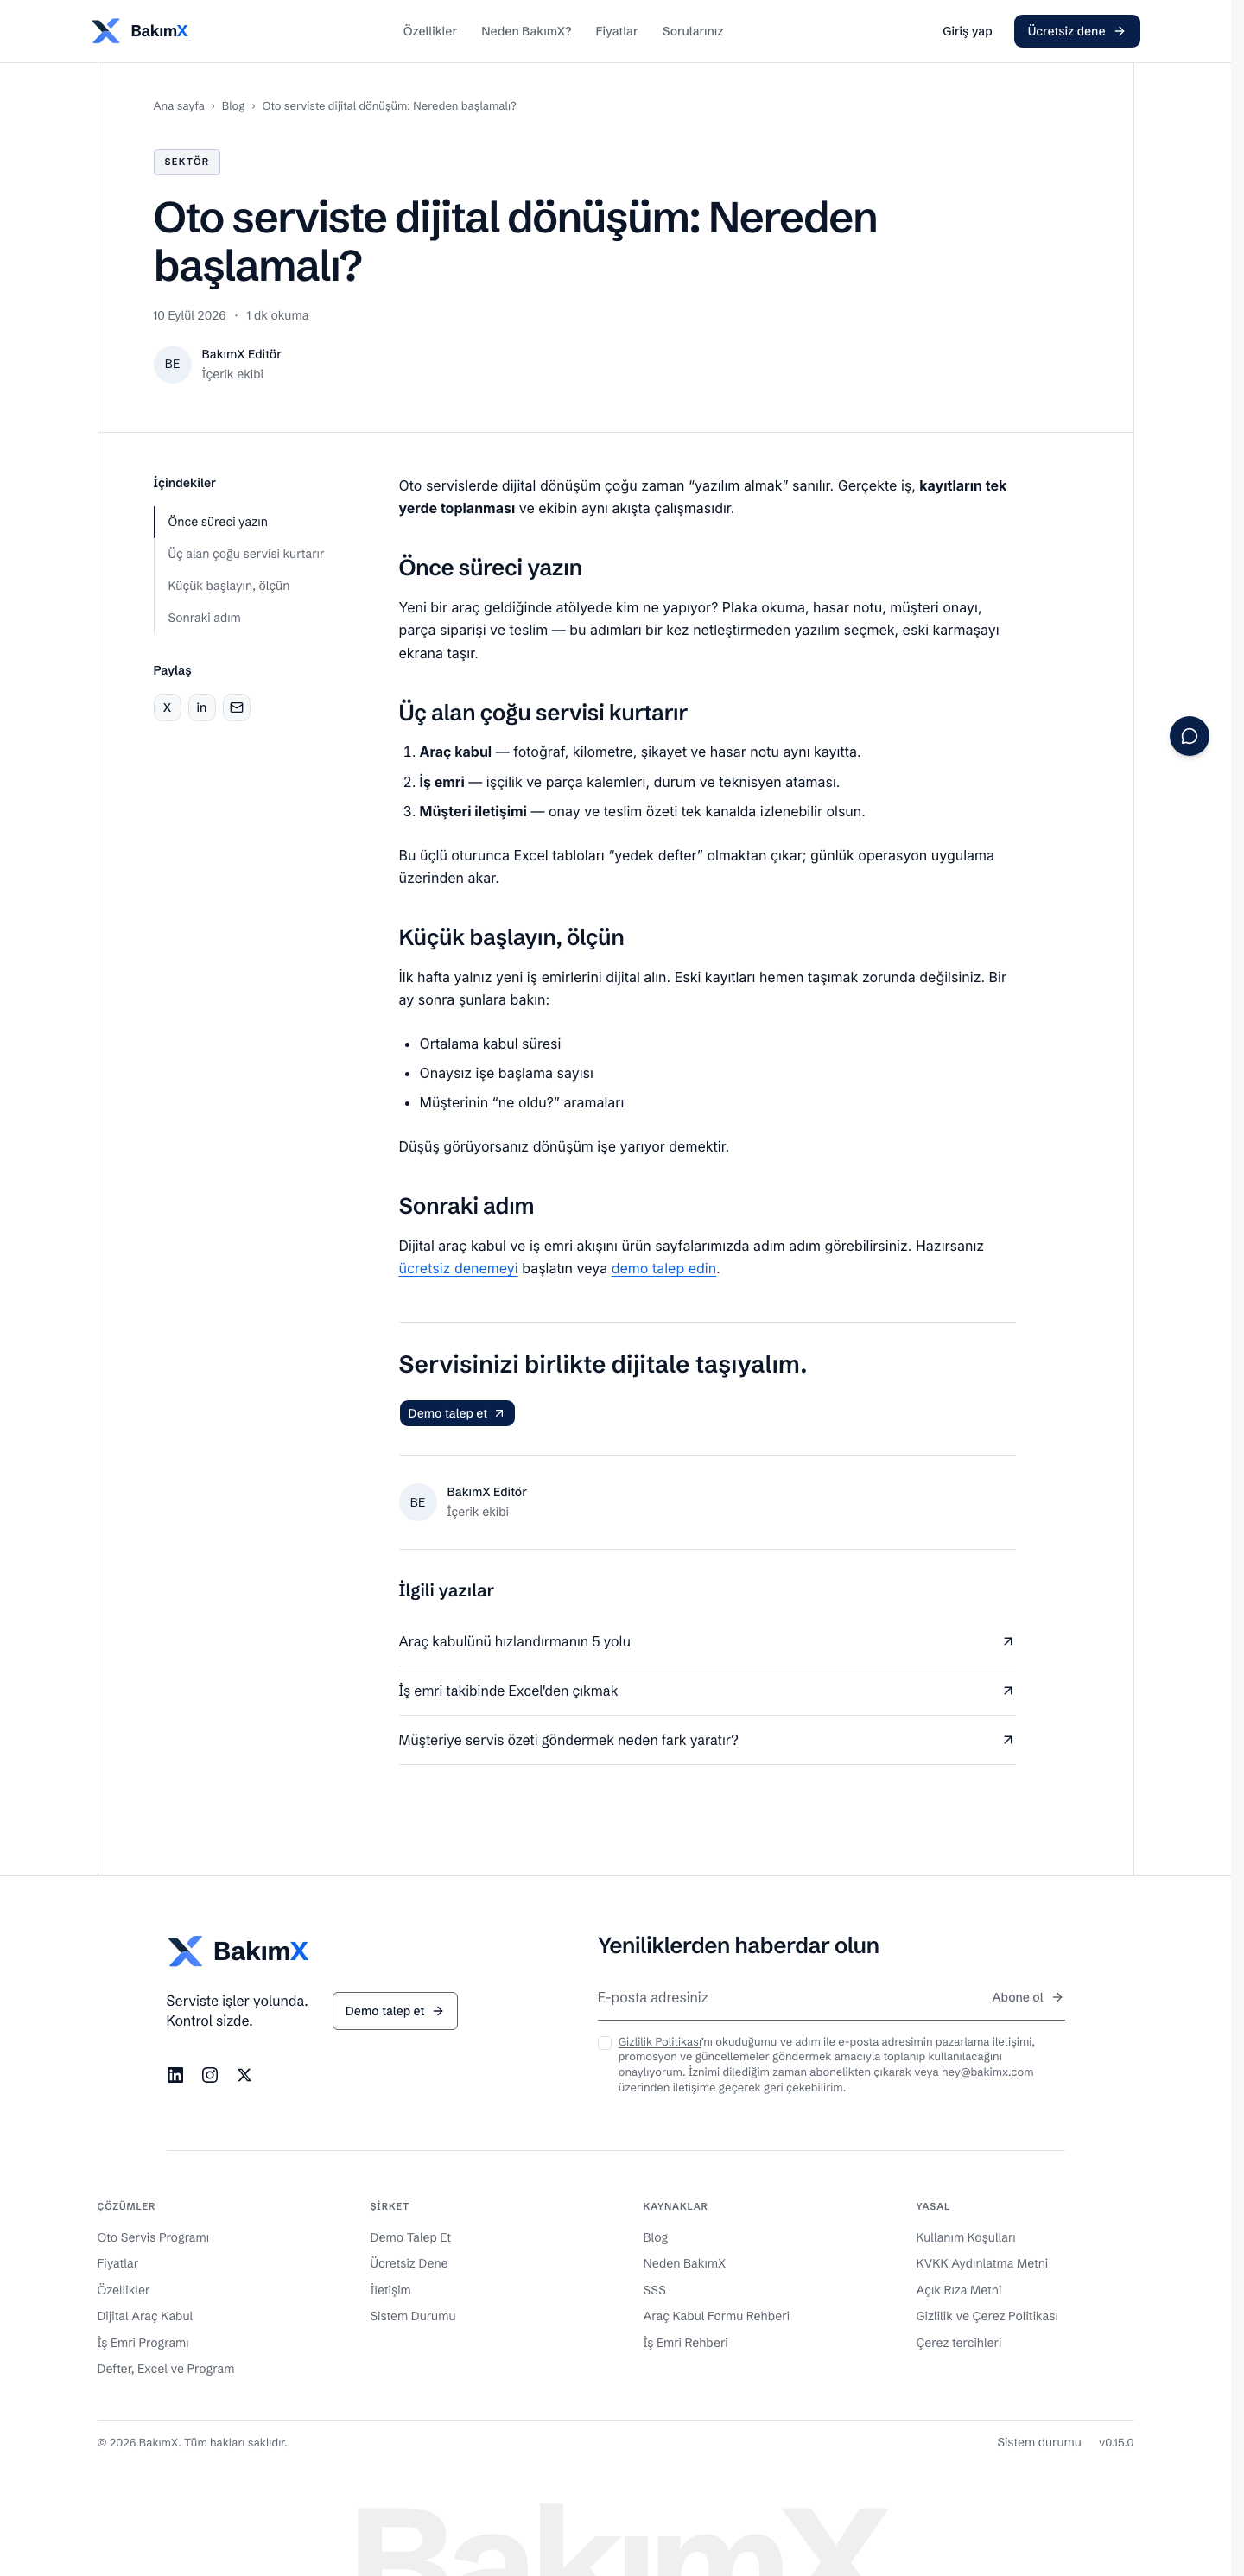 BakımX
Özellikler
Neden BakımX?
Fiyatlar
Sorularınız
Giriş yap
Ücretsiz dene
Ana sayfa › Blog › Oto serviste dijital dönüşüm: Nereden başlamalı?
SEKTÖR
Oto serviste dijital dönüşüm: Nereden
başlamalı?
10 Eylül 2026 · 1 dk okuma
BE
BakımX Editör
İçerik ekibi
İçindekiler
Önce süreci yazın
Üç alan çoğu servisi kurtarır
Küçük başlayın, ölçün
Sonraki adım
Paylaş
X
in
Oto servislerde dijital dönüşüm çoğu zaman “yazılım almak” sanılır. Gerçekte iş, kayıtların tek
yerde toplanması ve ekibin aynı akışta çalışmasıdır.
Önce süreci yazın
Yeni bir araç geldiğinde atölyede kim ne yapıyor? Plaka okuma, hasar notu, müşteri onayı,
parça siparişi ve teslim — bu adımları bir kez netleştirmeden yazılım seçmek, eski karmaşayı
ekrana taşır.
Üç alan çoğu servisi kurtarır
1. Araç kabul — fotoğraf, kilometre, şikayet ve hasar notu aynı kayıtta.
2. İş emri — işçilik ve parça kalemleri, durum ve teknisyen ataması.
3. Müşteri iletişimi — onay ve teslim özeti tek kanalda izlenebilir olsun.
Bu üçlü oturunca Excel tabloları “yedek defter” olmaktan çıkar; günlük operasyon uygulama
üzerinden akar.
Küçük başlayın, ölçün
İlk hafta yalnız yeni iş emirlerini dijital alın. Eski kayıtları hemen taşımak zorunda değilsiniz. Bir
ay sonra şunlara bakın:
• Ortalama kabul süresi
• Onaysız işe başlama sayısı
• Müşterinin “ne oldu?” aramaları
Düşüş görüyorsanız dönüşüm işe yarıyor demektir.
Sonraki adım
Dijital araç kabul ve iş emri akışını ürün sayfalarımızda adım adım görebilirsiniz. Hazırsanız
ücretsiz denemeyi başlatın veya demo talep edin.
Servisinizi birlikte dijitale taşıyalım.
Demo talep et
BE
BakımX Editör
İçerik ekibi
İlgili yazılar
Araç kabulünü hızlandırmanın 5 yolu
İş emri takibinde Excel'den çıkmak
Müşteriye servis özeti göndermek neden fark yaratır?
BakımX
Serviste işler yolunda.
Kontrol sizde.
Demo talep et
Yeniliklerden haberdar olun
E-posta adresiniz
Abone ol
Gizlilik Politikası'nı okuduğumu ve adım ile e-posta adresimin pazarlama iletişimi,
promosyon ve güncellemeler göndermek amacıyla toplanıp kullanılacağını
onaylıyorum. İznimi dilediğim zaman abonelikten çıkarak veya hey@bakimx.com
üzerinden iletişime geçerek geri çekebilirim.
ÇÖZÜMLER
Oto Servis Programı
Fiyatlar
Özellikler
Dijital Araç Kabul
İş Emri Programı
Defter, Excel ve Program
ŞİRKET
Demo Talep Et
Ücretsiz Dene
İletişim
Sistem Durumu
KAYNAKLAR
Blog
Neden BakımX
SSS
Araç Kabul Formu Rehberi
İş Emri Rehberi
YASAL
Kullanım Koşulları
KVKK Aydınlatma Metni
Açık Rıza Metni
Gizlilik ve Çerez Politikası
Çerez tercihleri
© 2026 BakımX. Tüm hakları saklıdır.
Sistem durumu
v0.15.0
BakımX